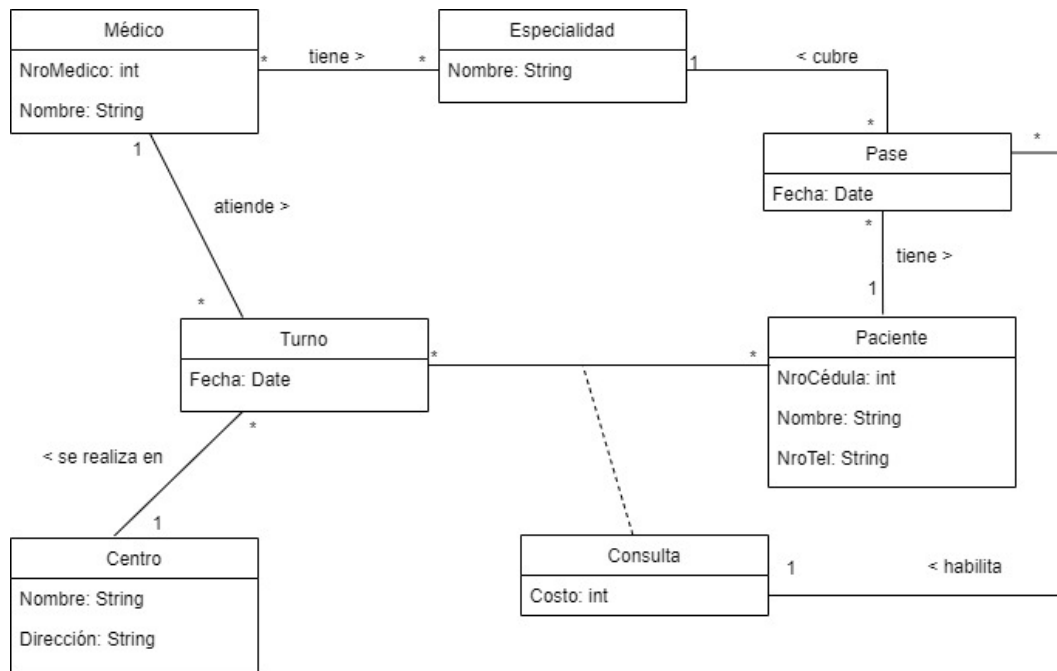 Médico
NroMedico: int
Nombre: String
*
tiene >
*
Especialidad
Nombre: String
1
< cubre
*
Pase
Fecha: Date
*
*
tiene >
1
1
atiende >
*
Turno
Fecha: Date
*
*
Paciente
NroCédula: int
Nombre: String
NroTel: String
*
< se realiza en
1
Centro
Nombre: String
Dirección: String
Consulta
Costo: int
1
< habilita